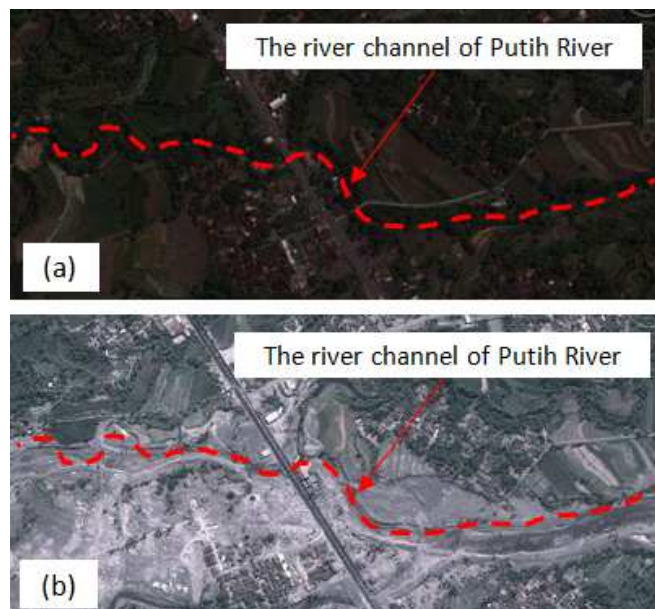 The river channel of Putih River
(a)
The river channel of Putih River
(b)